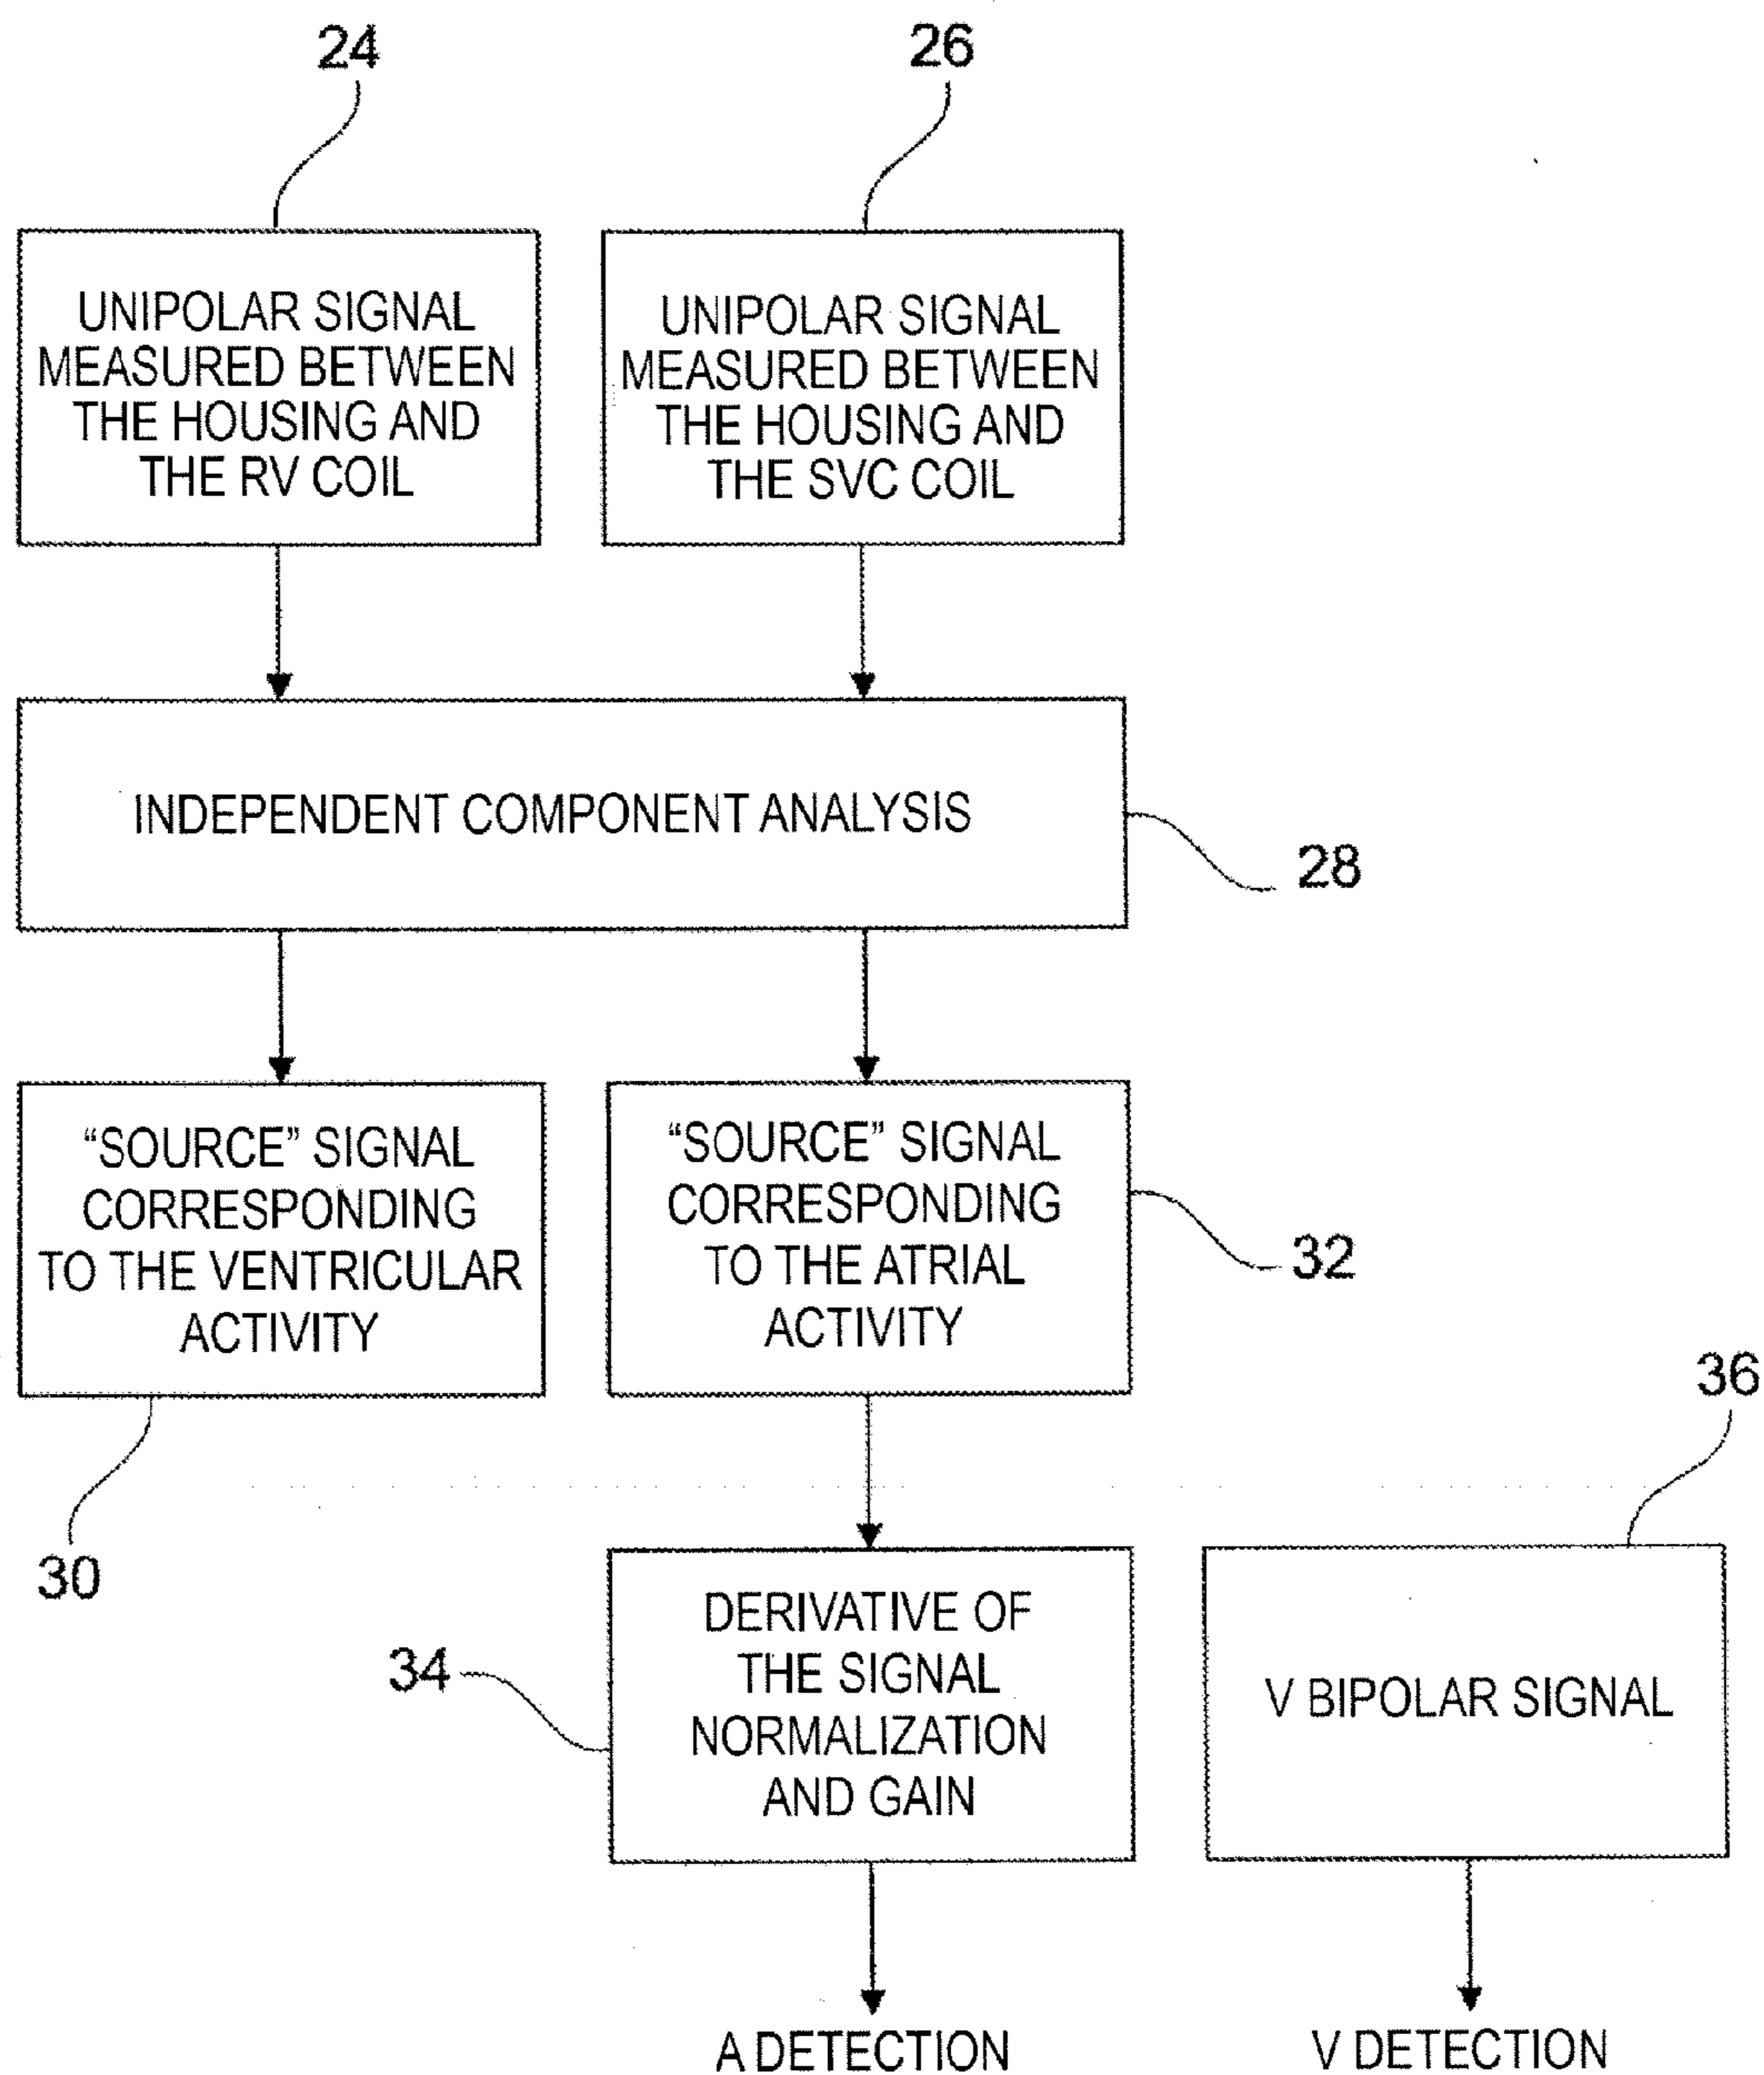 24
26
UNIPOLAR SIGNAL
MEASURED BETWEEN
THE HOUSING AND
THE RV COIL
UNIPOLAR SIGNAL
MEASURED BETWEEN
THE HOUSING AND
THE SVC COIL
INDEPENDENT COMPONENT ANALYSIS
28
“SOURCE” SIGNAL
CORRESPONDING
TO THE VENTRICULAR
ACTIVITY
“SOURCE” SIGNAL
CORRESPONDING
TO THE ATRIAL
ACTIVITY
32
36
30
34
DERIVATIVE OF
THE SIGNAL
NORMALIZATION
AND GAIN
V BIPOLAR SIGNAL
A DETECTION
V DETECTION